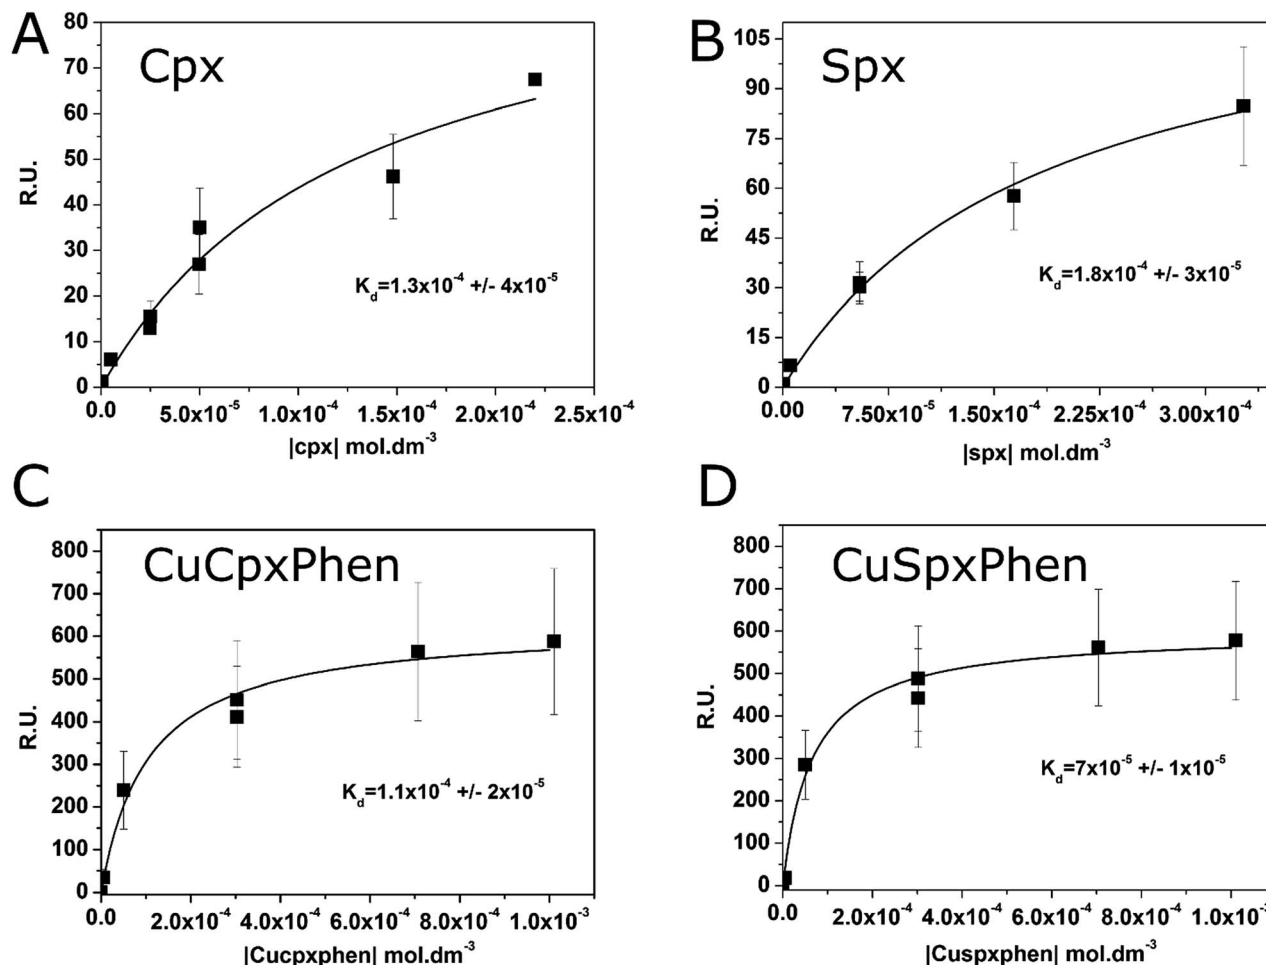 A
Cpx
80
70
60
50
40
30
20
10
0
R.U.
K_d=1.3x10^-4 +/- 4x10^-5
0.0 5.0x10^-5 1.0x10^-4 1.5x10^-4 2.0x10^-4 2.5x10^-4
|cpx| mol.dm^-3
B
Spx
105
90
75
60
45
30
15
0
R.U.
K_d=1.8x10^-4 +/- 3x10^-5
0.00 7.50x10^-5 1.50x10^-4 2.25x10^-4 3.00x10^-4
|spx| mol.dm^-3
C
CuCpxPhen
800
700
600
500
400
300
200
100
0
R.U.
K_d=1.1x10^-4 +/- 2x10^-5
0.0 2.0x10^-4 4.0x10^-4 6.0x10^-4 8.0x10^-4 1.0x10^-3
|Cucpxphen| mol.dm^-3
D
CuSpxPhen
800
700
600
500
400
300
200
100
0
R.U.
K_d=7x10^-5 +/- 1x10^-5
0.0 2.0x10^-4 4.0x10^-4 6.0x10^-4 8.0x10^-4 1.0x10^-3
|Cuspxphen| mol.dm^-3